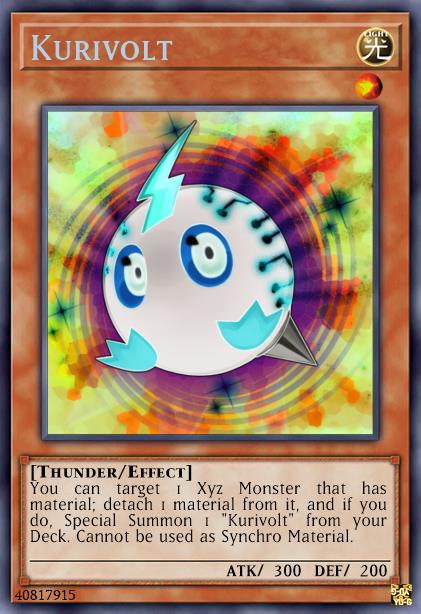 KURIVOLT
LIGHT
光
[THUNDER/EFFECT]
You can target 1 Xyz Monster that has
material; detach 1 material from it, and if you
do, Special Summon 1 "Kurivolt" from your
Deck. Cannot be used as Synchro Material.
ATK/ 300 DEF/ 200
40817915